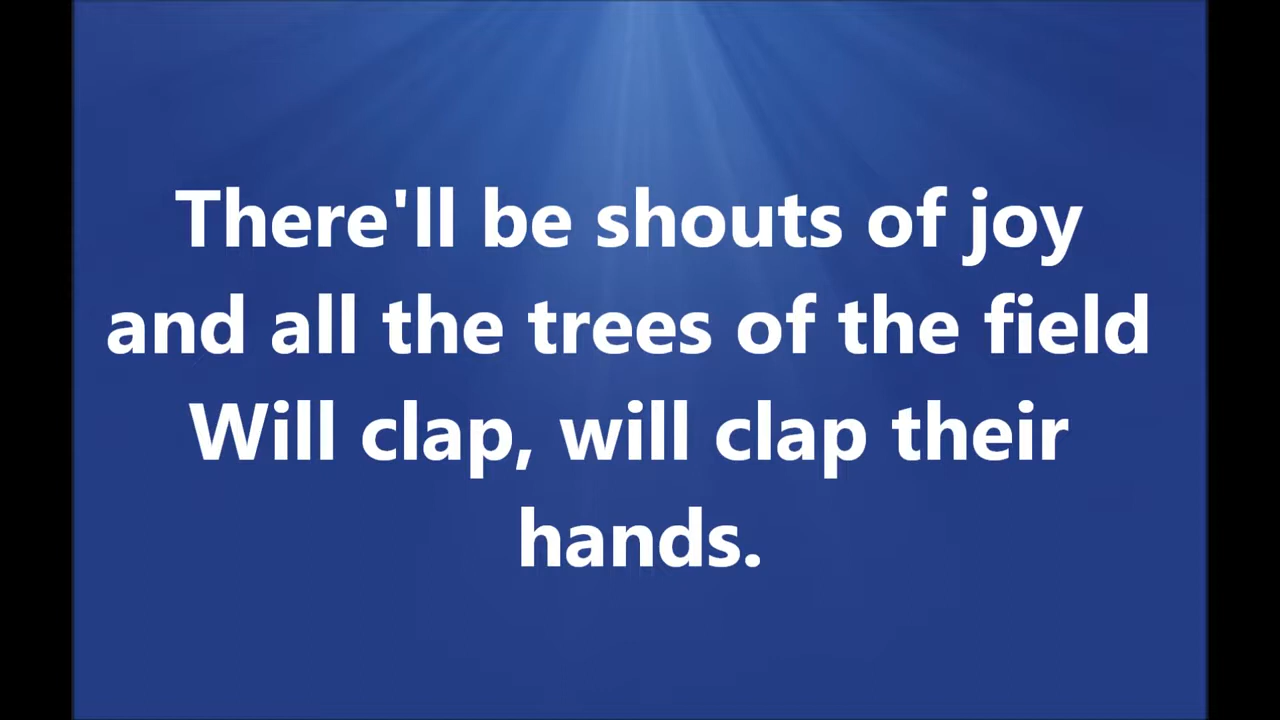 There'll be shouts of joy
and all the trees of the field
Will clap, will clap their
hands.